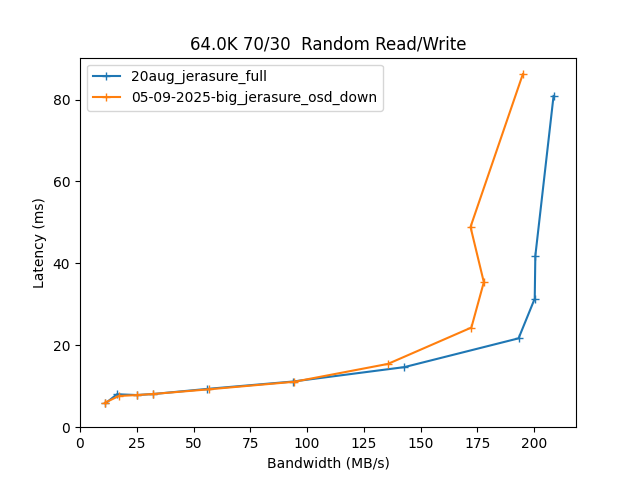 64.0K 70/30  Random Read/Write
20aug_jerasure_full
05-09-2025-big_jerasure_osd_down
Latency (ms)
80
60
40
20
0
0 25 50 75 100 125 150 175 200
Bandwidth (MB/s)